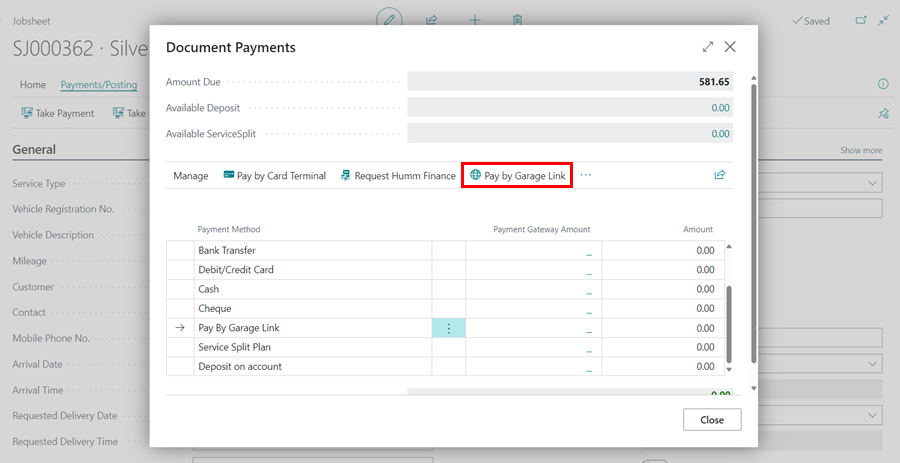 Jobsheet
Saved
SJ000362 · Silve
Home Payments/Posting
Take Payment Take
General
Show more
Service Type
Vehicle Registration No.
Vehicle Description
Mileage
Customer
Contact
Mobile Phone No.
Arrival Date
Arrival Time
Requested Delivery Date
Requested Delivery Time
Document Payments
Amount Due 581.65
Available Deposit 0.00
Available ServiceSplit 0.00
Manage Pay by Card Terminal Request Humm Finance Pay by Garage Link ...
Payment Method Payment Gateway Amount Amount
Bank Transfer _ 0.00
Debit/Credit Card _ 0.00
Cash _ 0.00
Cheque _ 0.00
Pay By Garage Link _ 0.00
Service Split Plan _ 0.00
Deposit on account _ 0.00
0.00
Close